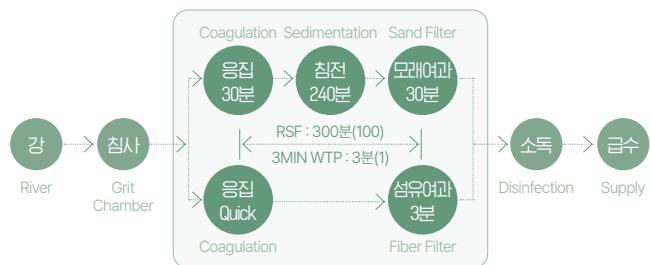 Coagulation Sedimentation Sand Filter
응집
30분
침전
240분
모래여과
30분
RSF : 300분(100)
3MIN WTP : 3분(1)
강
River
침사
Grit
Chamber
응집
Quick
Coagulation
섬유여과
3분
Fiber Filter
소독
Disinfection
급수
Supply